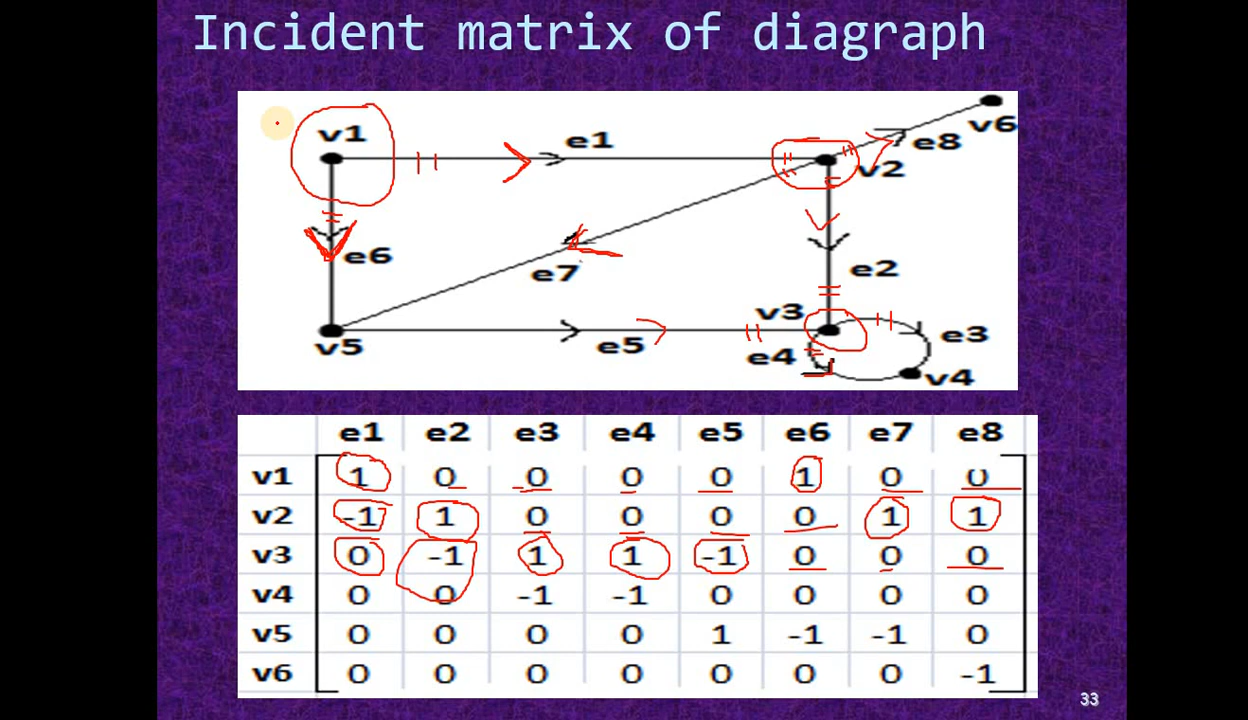 Incident matrix of diagraph
v1 e1 e8 v6
v2
e6 e7 e2
v3
v5 e5 e4 e3
v4
e1 e2 e3 e4 e5 e6 e7 e8
v1 1 0 0 0 0 1 0 0
v2 -1 1 0 0 0 0 1 1
v3 0 -1 1 1 -1 0 0 0
v4 0 0 -1 -1 0 0 0 0
v5 0 0 0 0 1 -1 -1 0
v6 0 0 0 0 0 0 0 -1
33